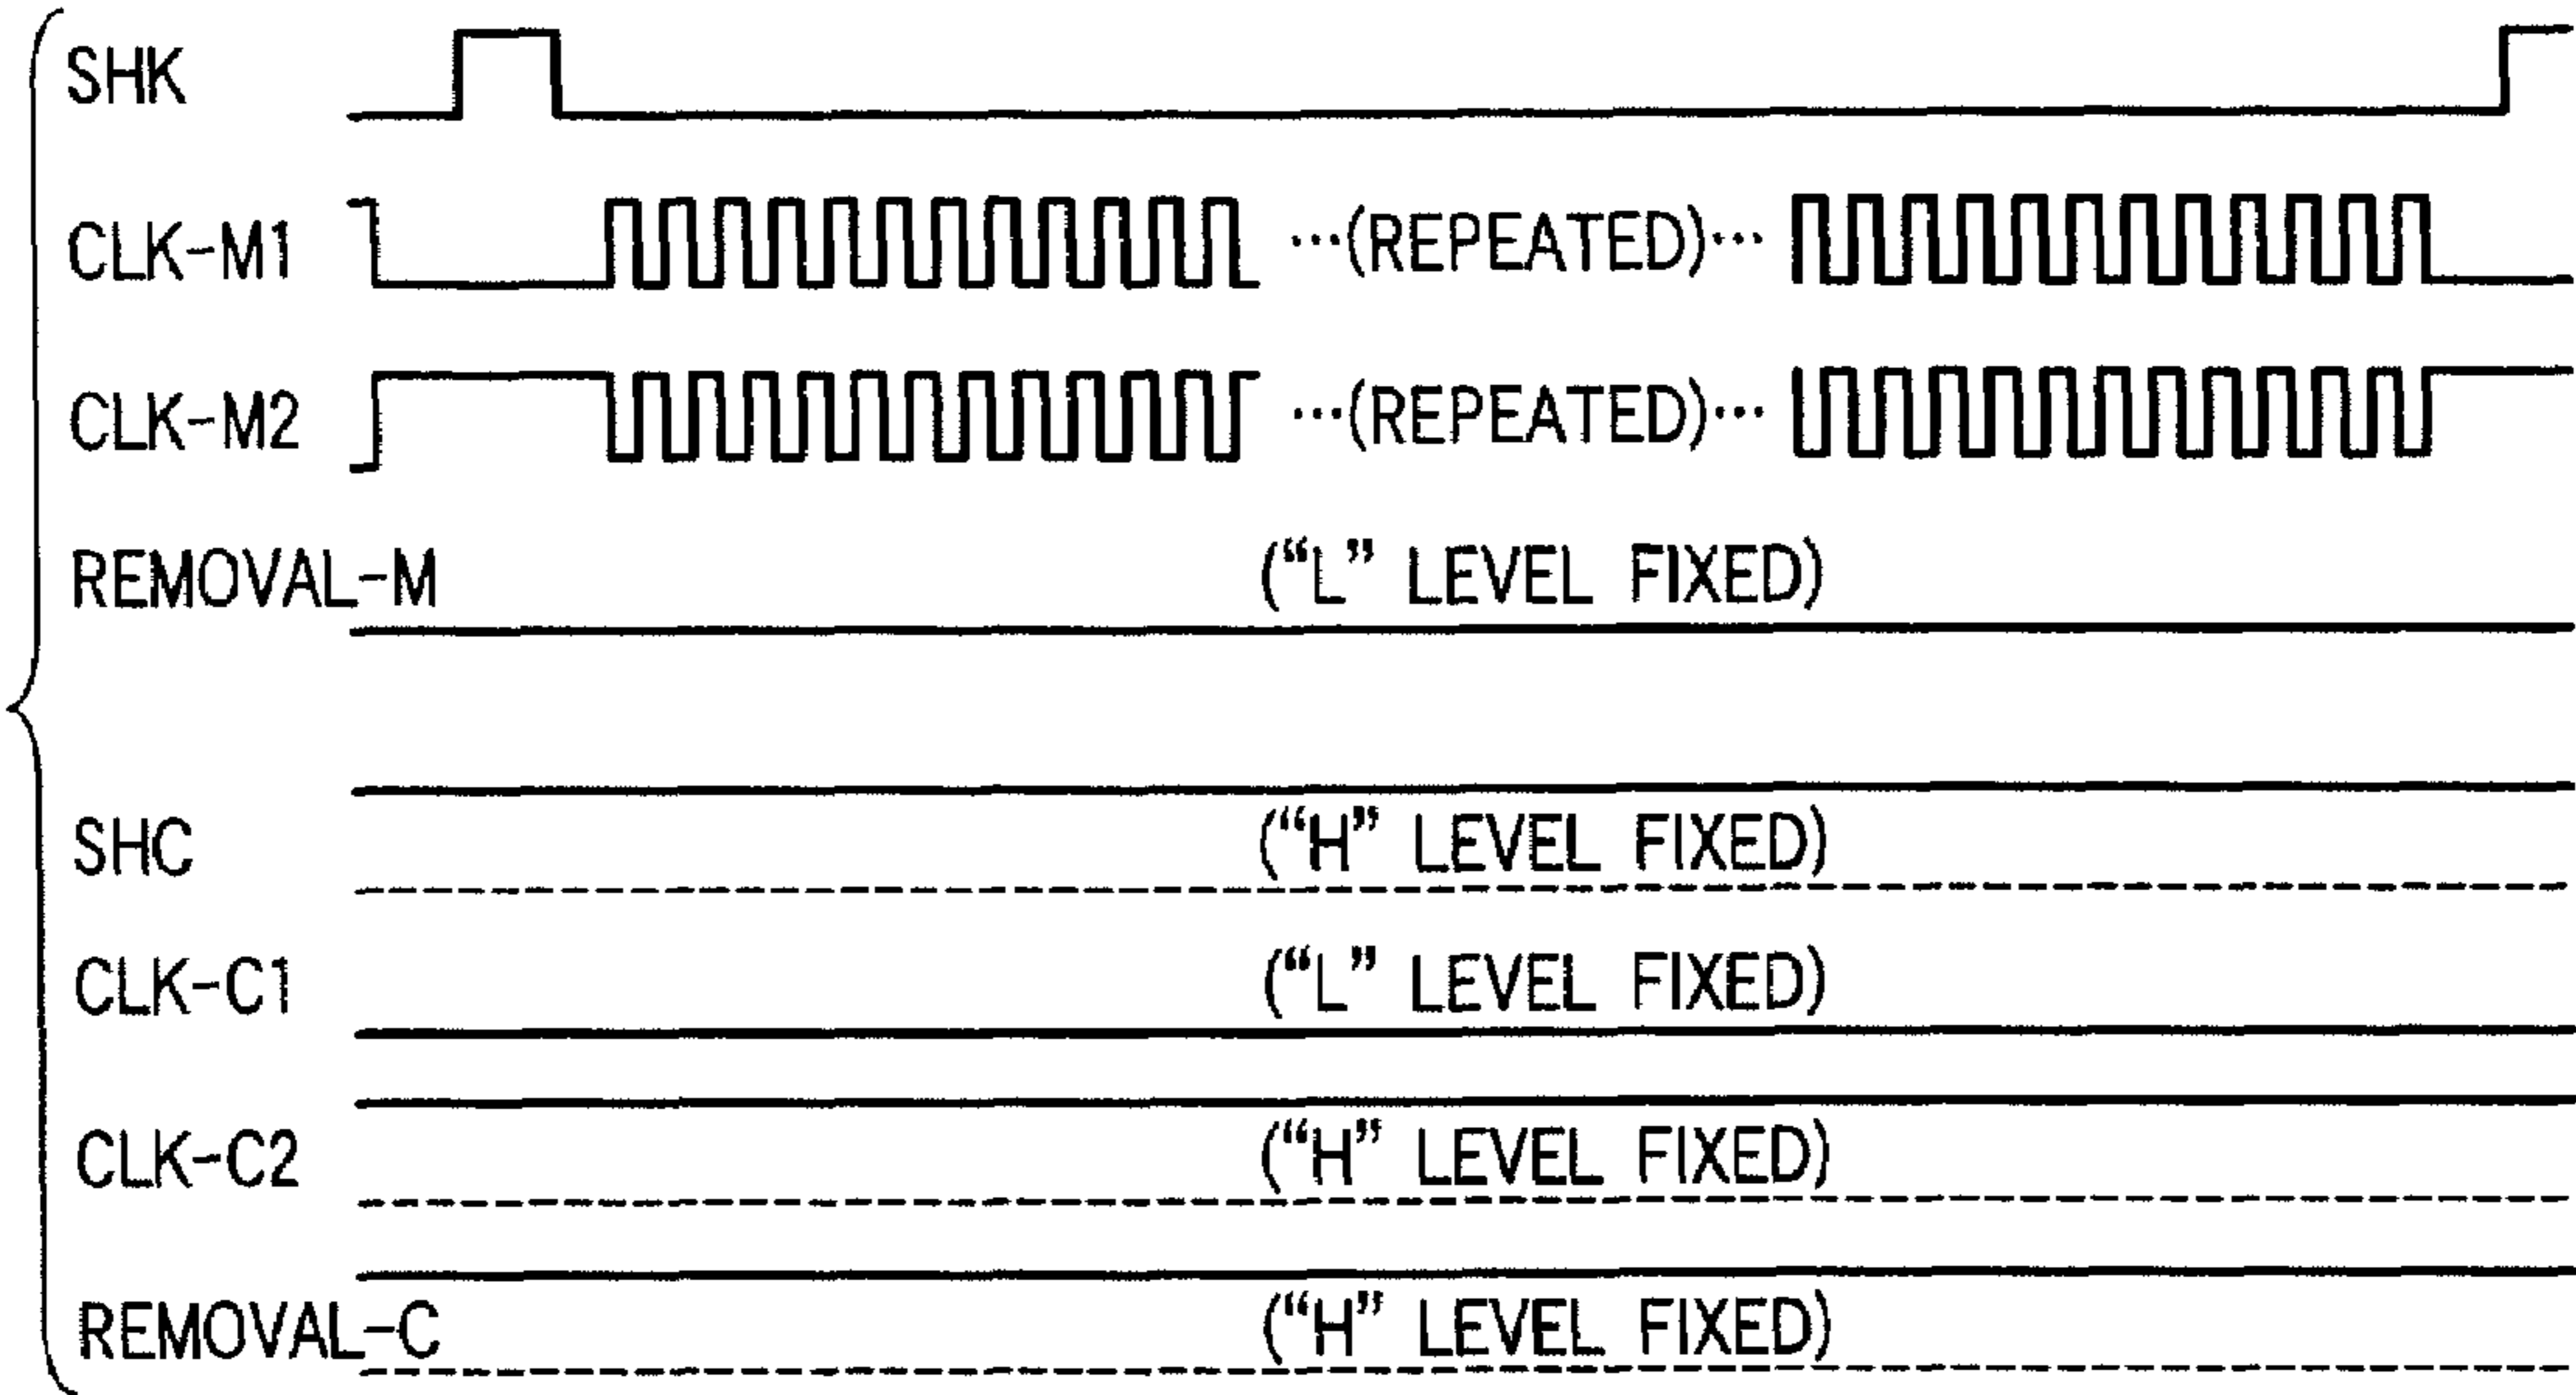 SHK
CLK-M1 ···(REPEATED)···
CLK-M2 ···(REPEATED)···
REMOVAL-M (“L” LEVEL FIXED)
SHC (“H” LEVEL FIXED)
CLK-C1 (“L” LEVEL FIXED)
CLK-C2 (“H” LEVEL FIXED)
REMOVAL-C (“H” LEVEL FIXED)